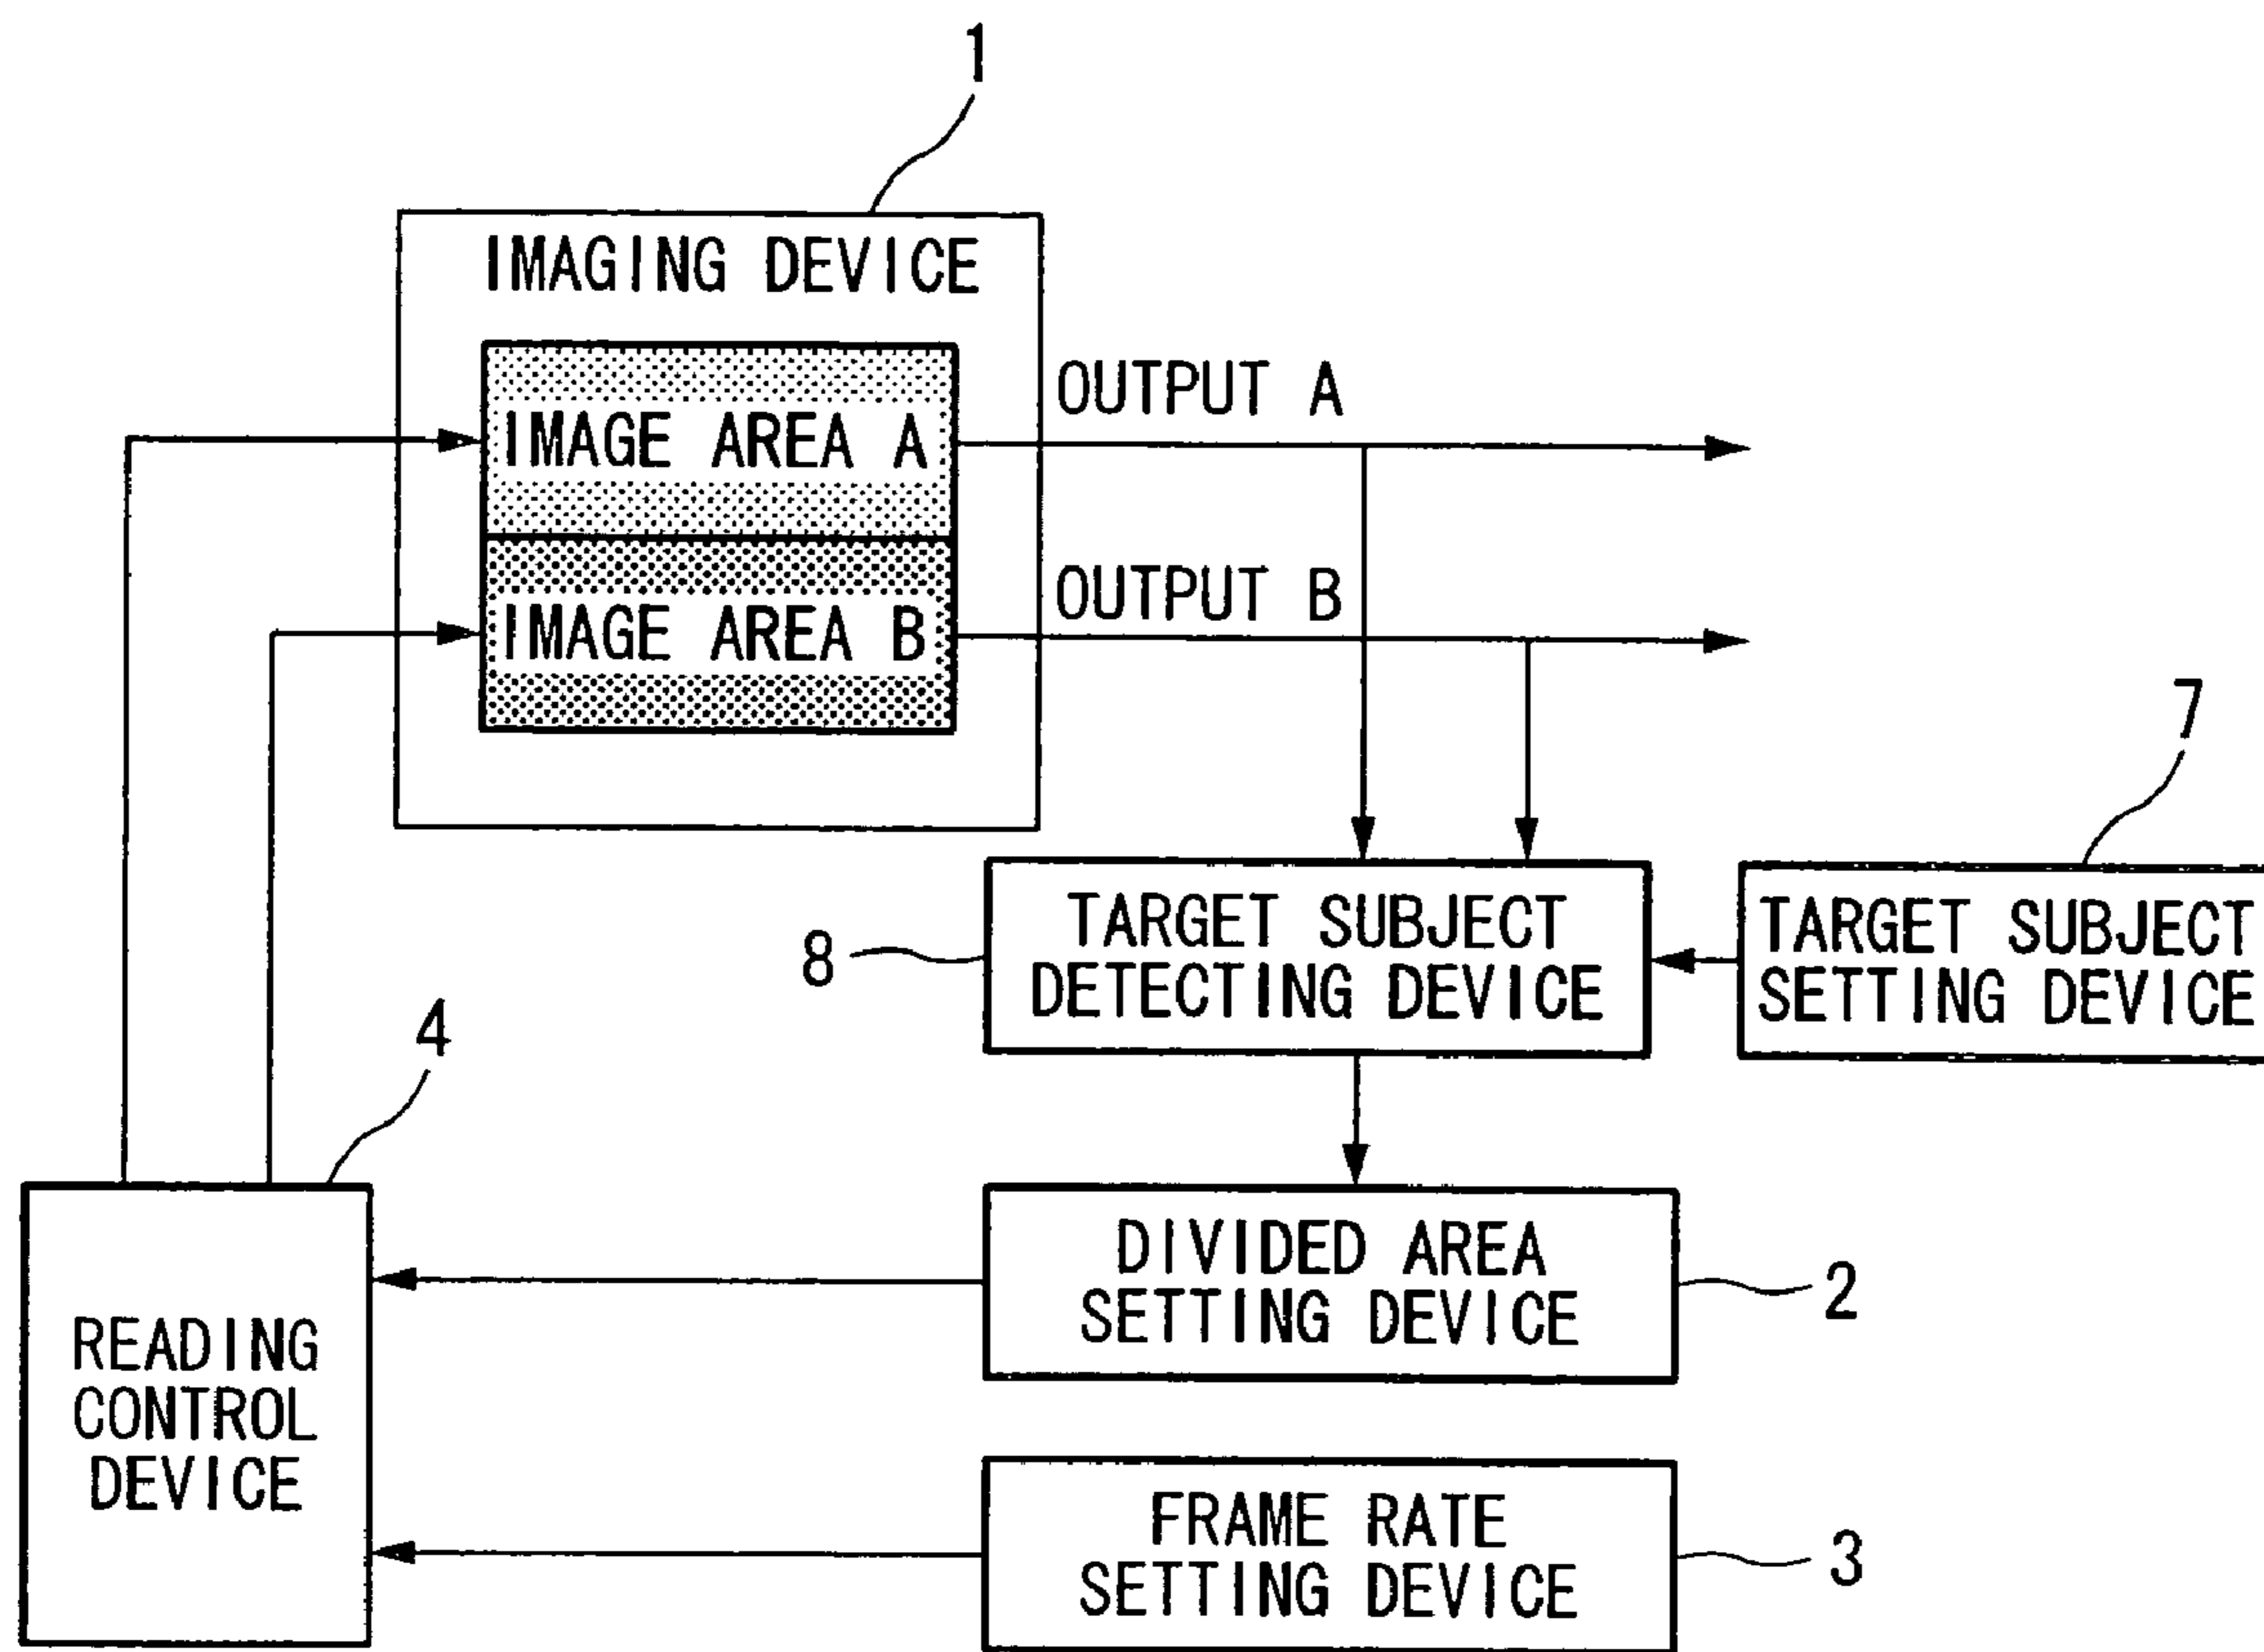 1
IMAGING DEVICE
OUTPUT A
IMAGE AREA A
OUTPUT B
IMAGE AREA B
7
TARGET SUBJECT
DETECTING DEVICE
8
TARGET SUBJECT
SETTING DEVICE
4
DIVIDED AREA
SETTING DEVICE
2
READING
CONTROL
DEVICE
FRAME RATE
SETTING DEVICE
3